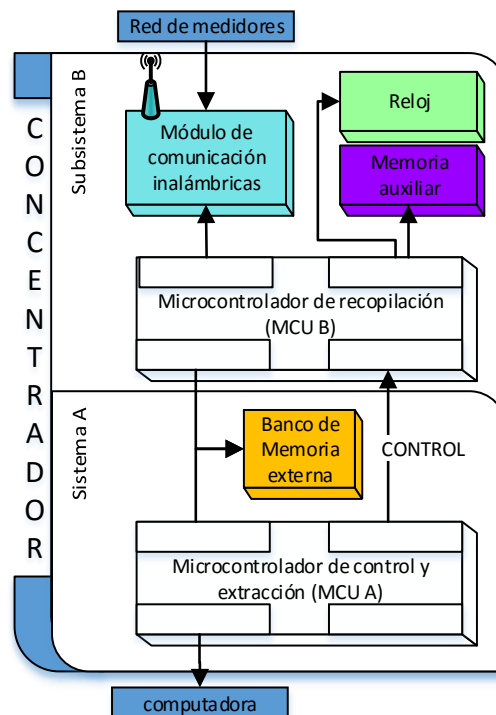 Red de medidores
CONCENTRADOR
Subsistema B
Módulo de
comunicación
inalámbricas
Reloj
Memoria
auxiliar
Microcontrolador de recopilación
(MCU B)
Sistema A
Banco de
Memoria
externa
CONTROL
Microcontrolador de control y
extracción (MCU A)
computadora